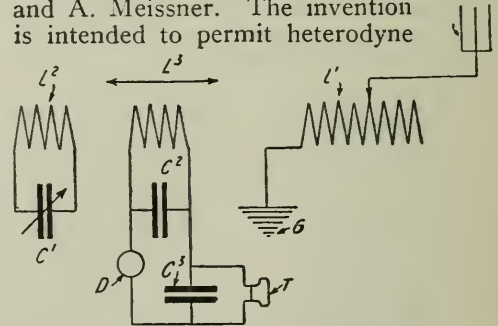 and A. Meissner. The invention
is intended to permit heterodyne
L²
L³
L'
C²
C'
G
D
C³
T